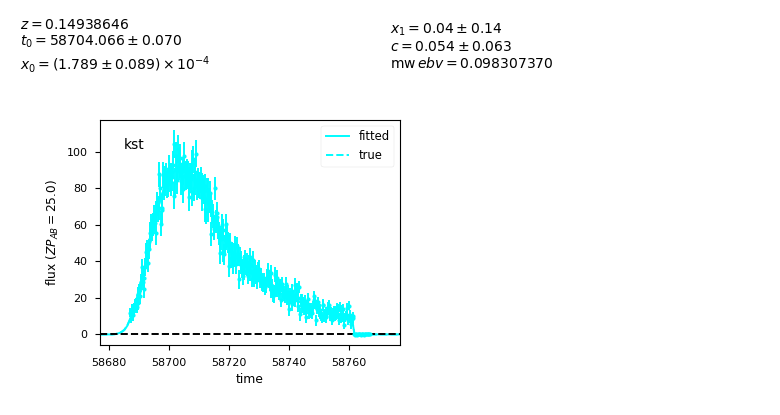 z = 0.14938646
t₀ = 58704.066 ± 0.070
x₀ = (1.789 ± 0.089) × 10⁻⁴
x₁ = 0.04 ± 0.14
c = 0.054 ± 0.063
mw ebv = 0.098307370
kst
fitted
true
flux (ZP_AB = 25.0)
100
80
60
40
20
0
58680 58700 58720 58740 58760
time